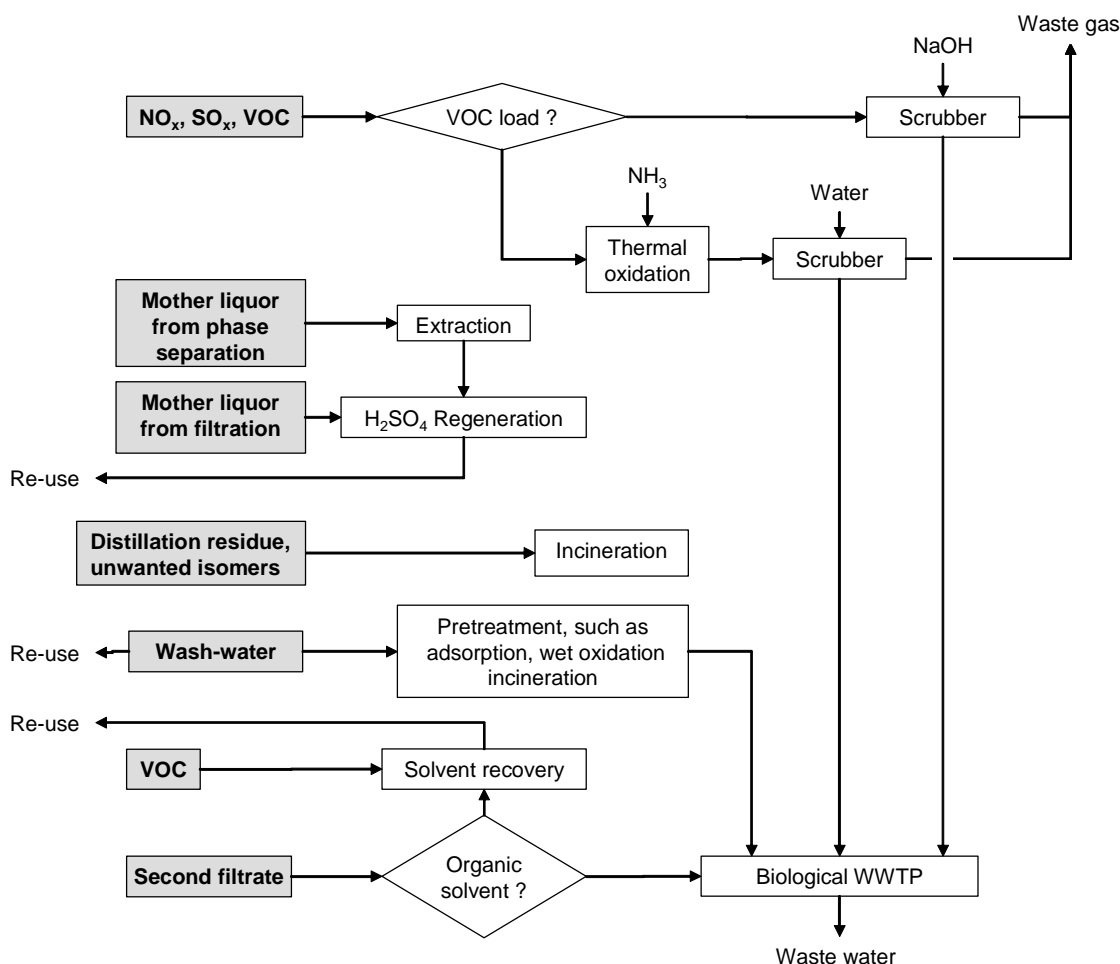 Waste gas
NaOH
NOx, SOx, VOC
VOC load ?
Scrubber
NH3
Water
Thermal
oxidation
Scrubber
Mother liquor
from phase
separation
Extraction
Mother liquor
from filtration
H2SO4 Regeneration
Re-use
Distillation residue,
unwanted isomers
Incineration
Re-use
Wash-water
Pretreatment, such as
adsorption, wet oxidation
incineration
Re-use
VOC
Solvent recovery
Second filtrate
Organic
solvent ?
Biological WWTP
Waste water